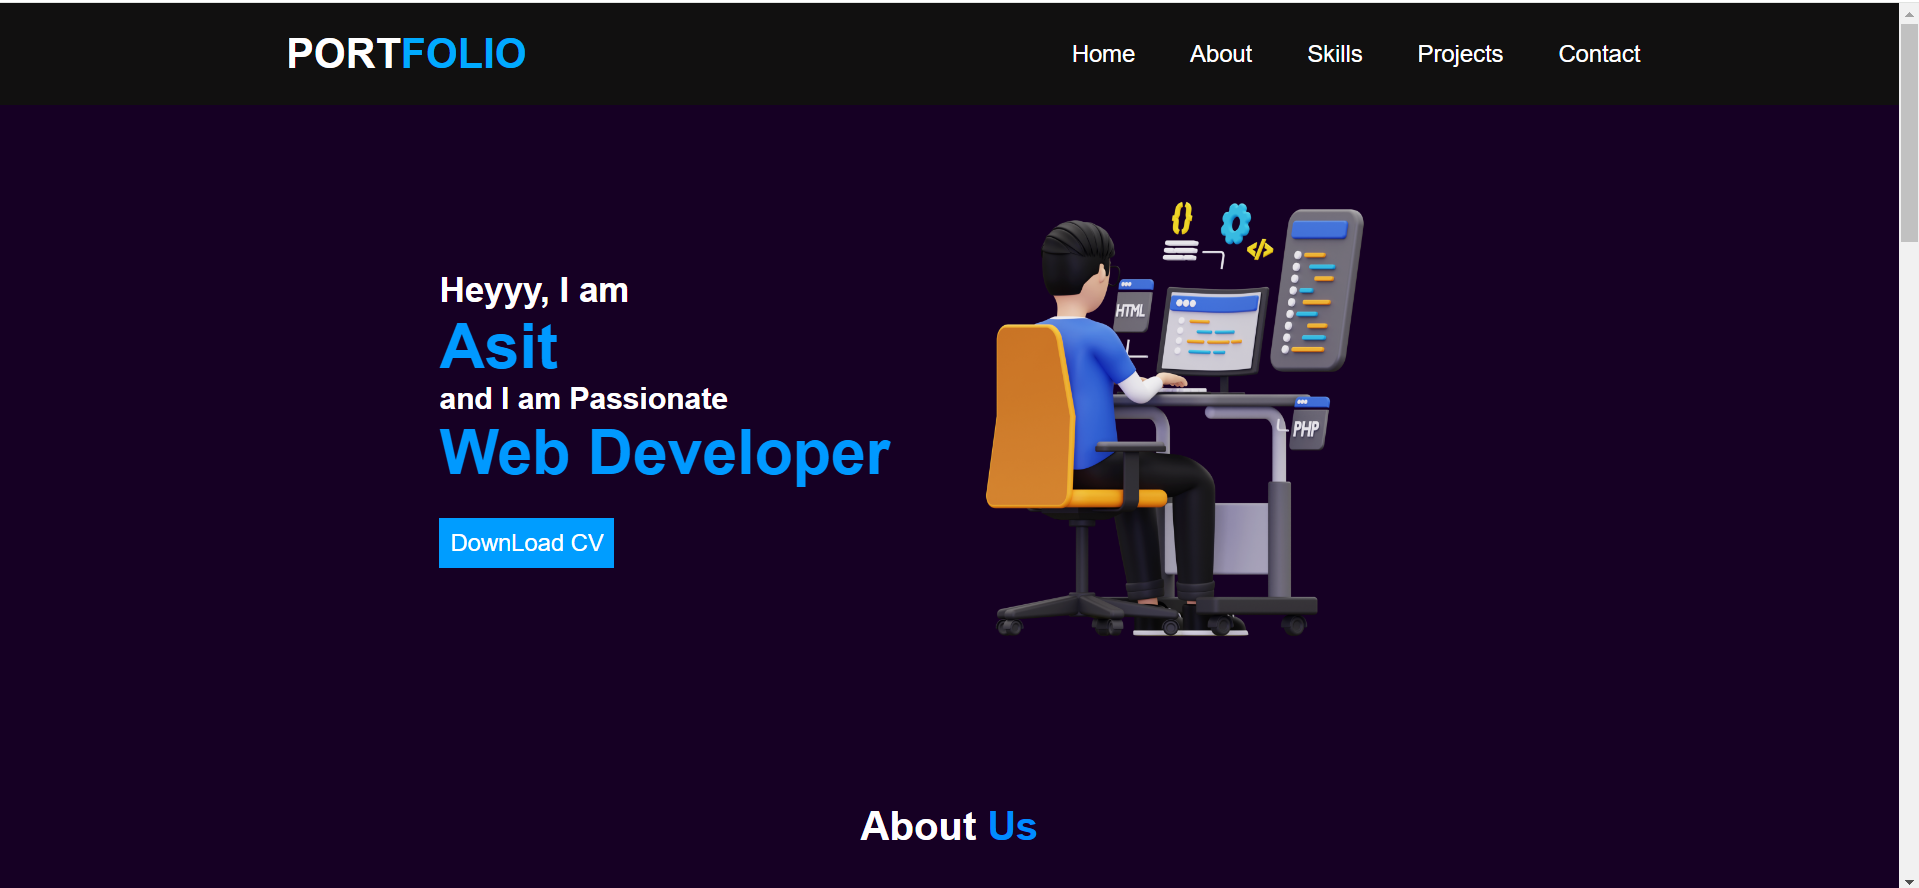 PORTFOLIO
Home About Skills Projects Contact
Heyyy, I am
Asit
and I am Passionate
Web Developer
DownLoad CV
{}
</>
HTML
PHP
About Us